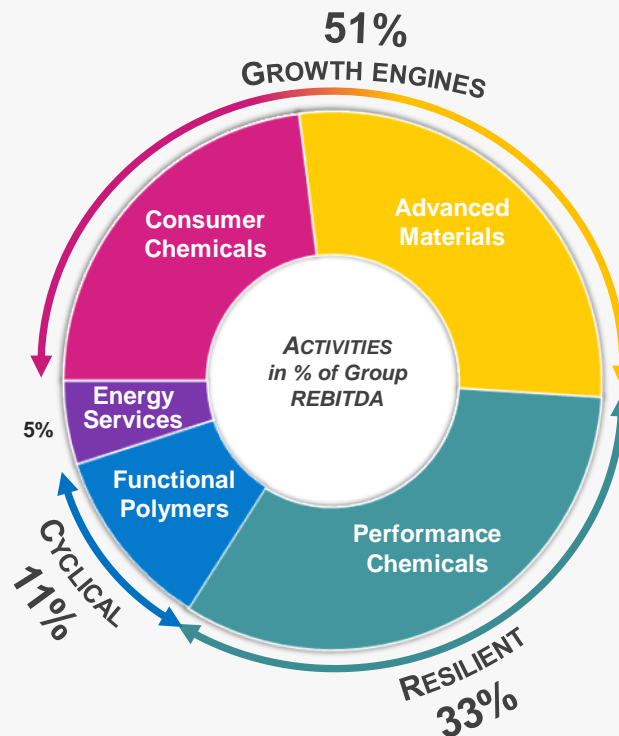 51%
GROWTH ENGINES
Consumer
Chemicals
Advanced
Materials
ACTIVITIES
in % of Group
REBITDA
Energy
Services
5%
Functional
Polymers
Performance
Chemicals
CYCLICAL
11%
RESILIENT
33%